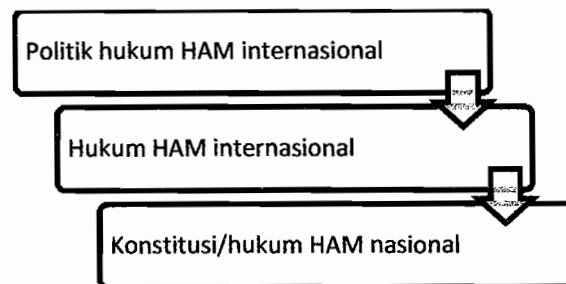 Politik hukum HAM internasional
Hukum HAM internasional
Konstitusi/hukum HAM nasional